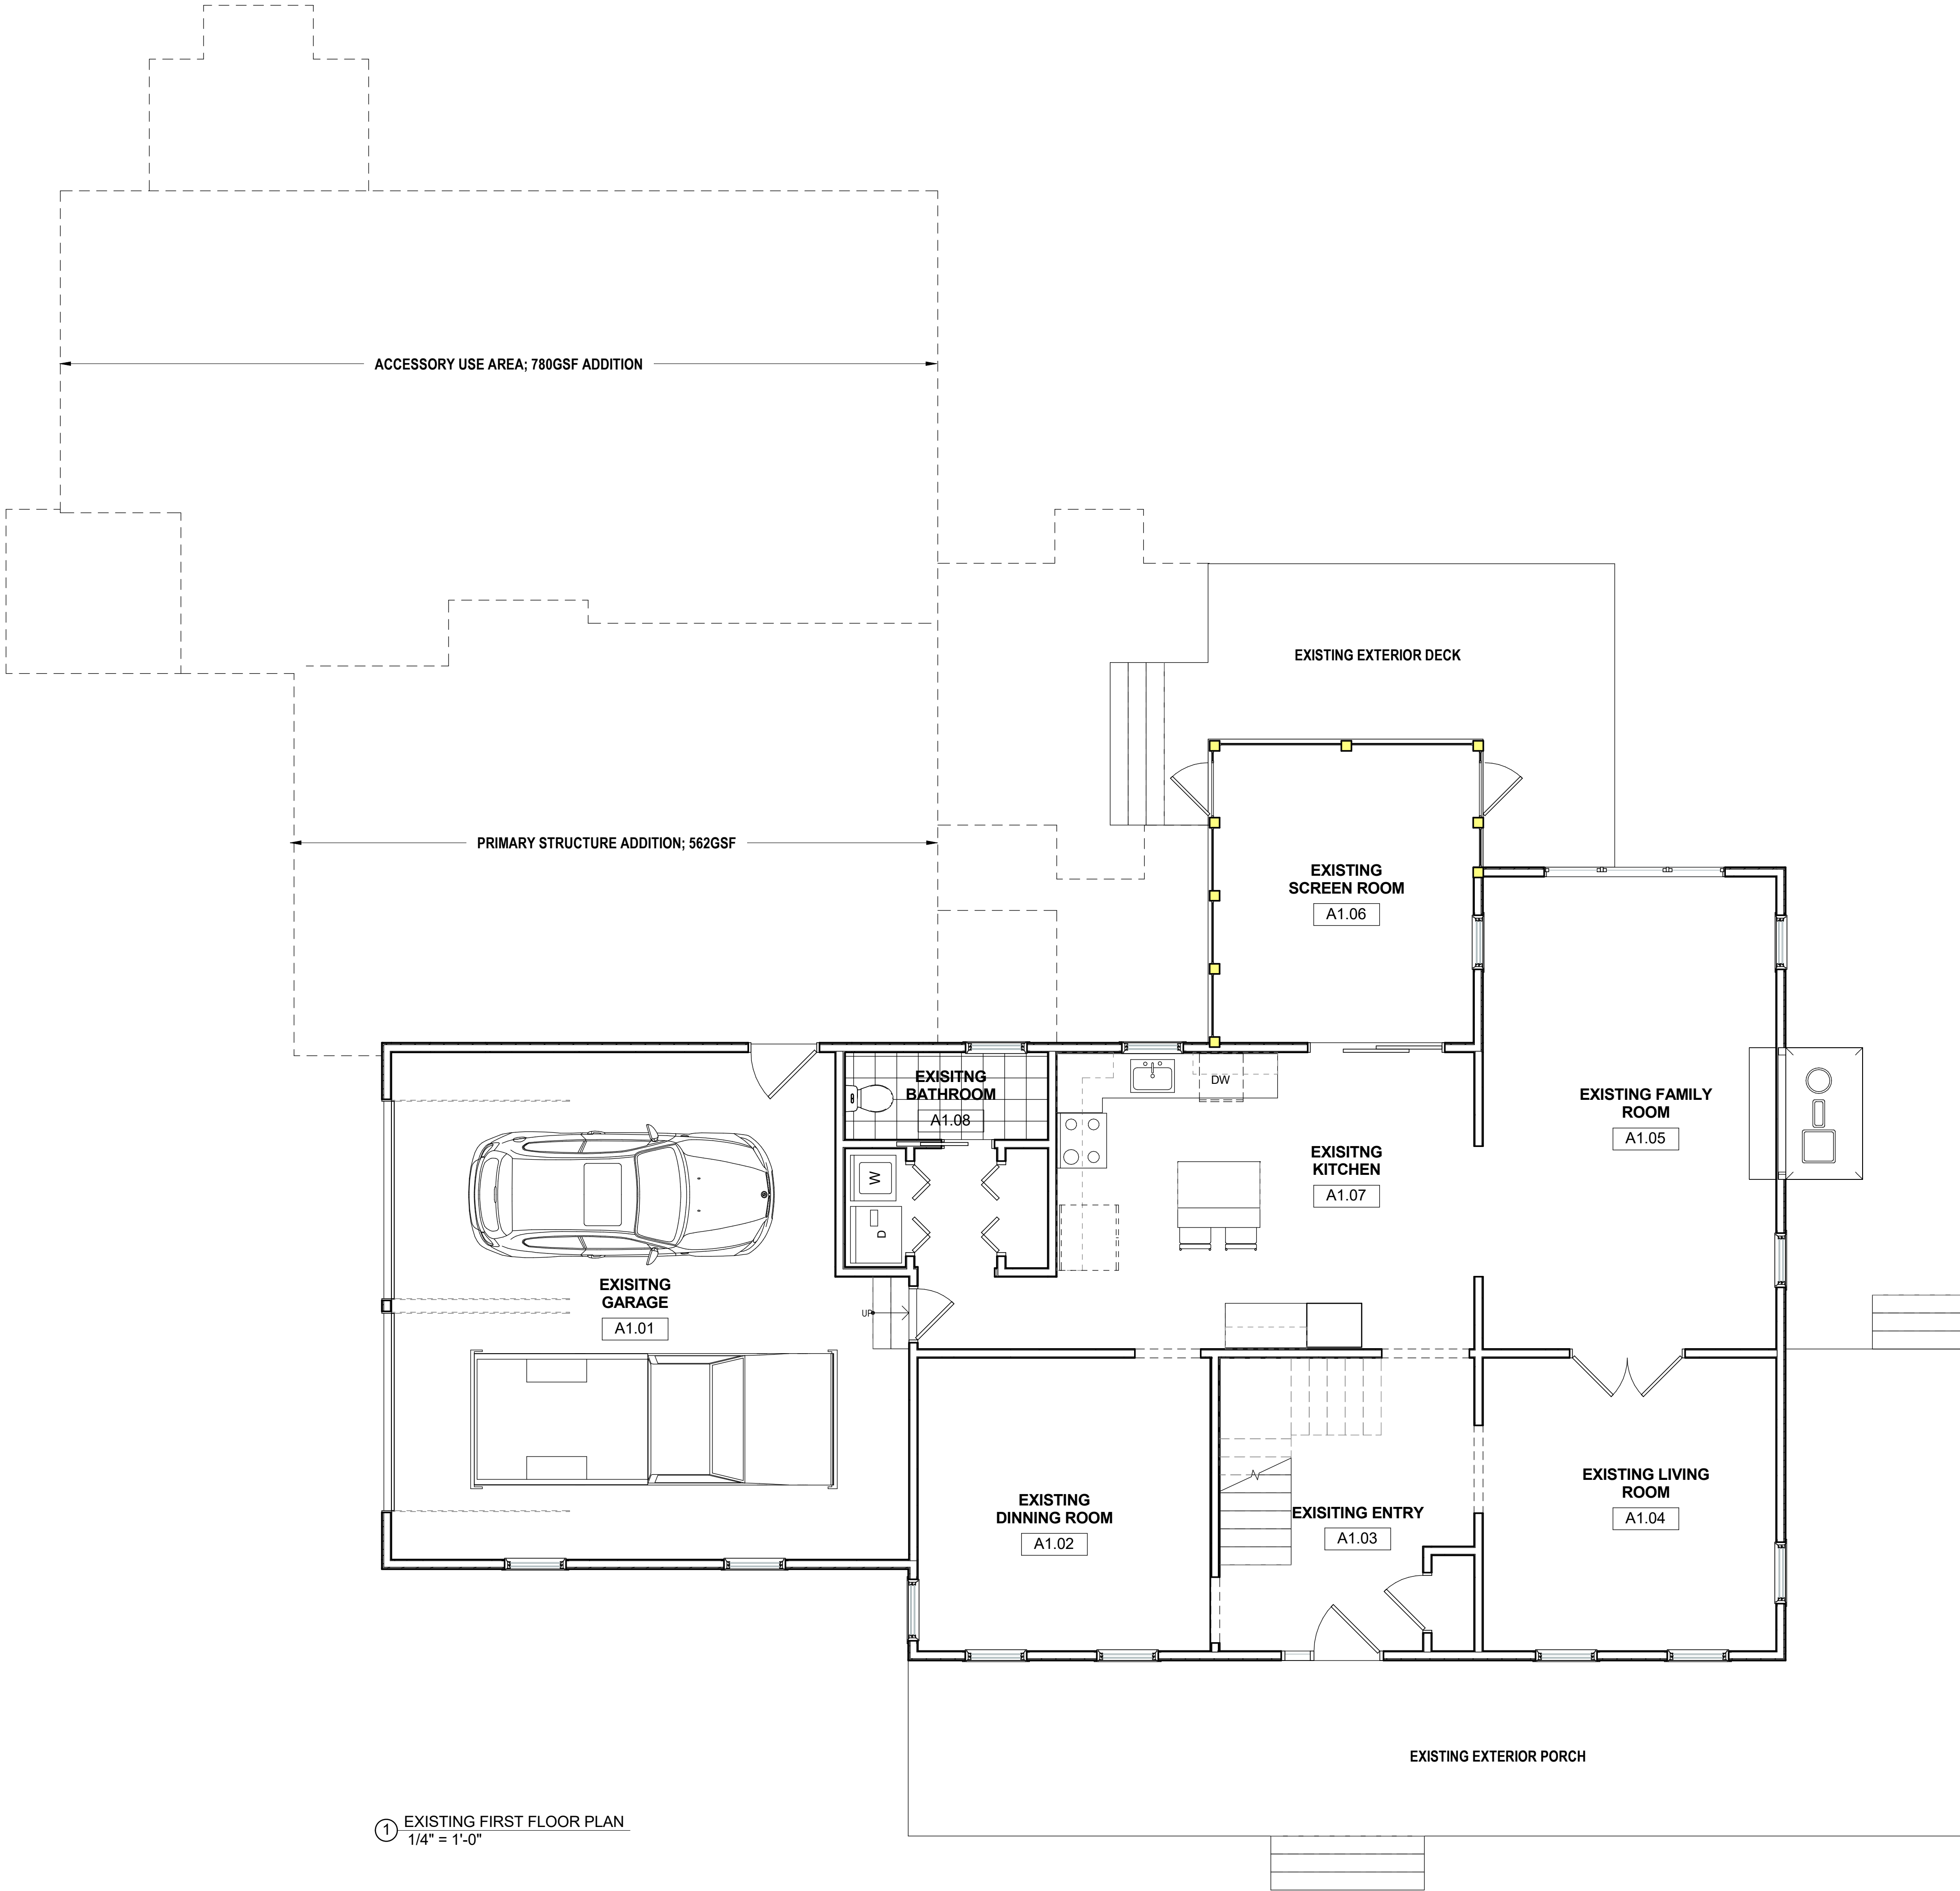 ACCESSORY USE AREA; 780GSF ADDITION
EXISTING EXTERIOR DECK
PRIMARY STRUCTURE ADDITION; 562GSF
EXISTING
SCREEN ROOM
A1.06
EXISITNG
BATHROOM
A1.08
DW
EXISTING FAMILY
ROOM
A1.05
EXISITNG
KITCHEN
A1.07
W
D
EXISITNG
GARAGE
A1.01
UP
EXISTING
DINNING ROOM
A1.02
EXISITING ENTRY
A1.03
EXISTING LIVING
ROOM
A1.04
EXISTING EXTERIOR PORCH
1 EXISTING FIRST FLOOR PLAN
1/4" = 1'-0"